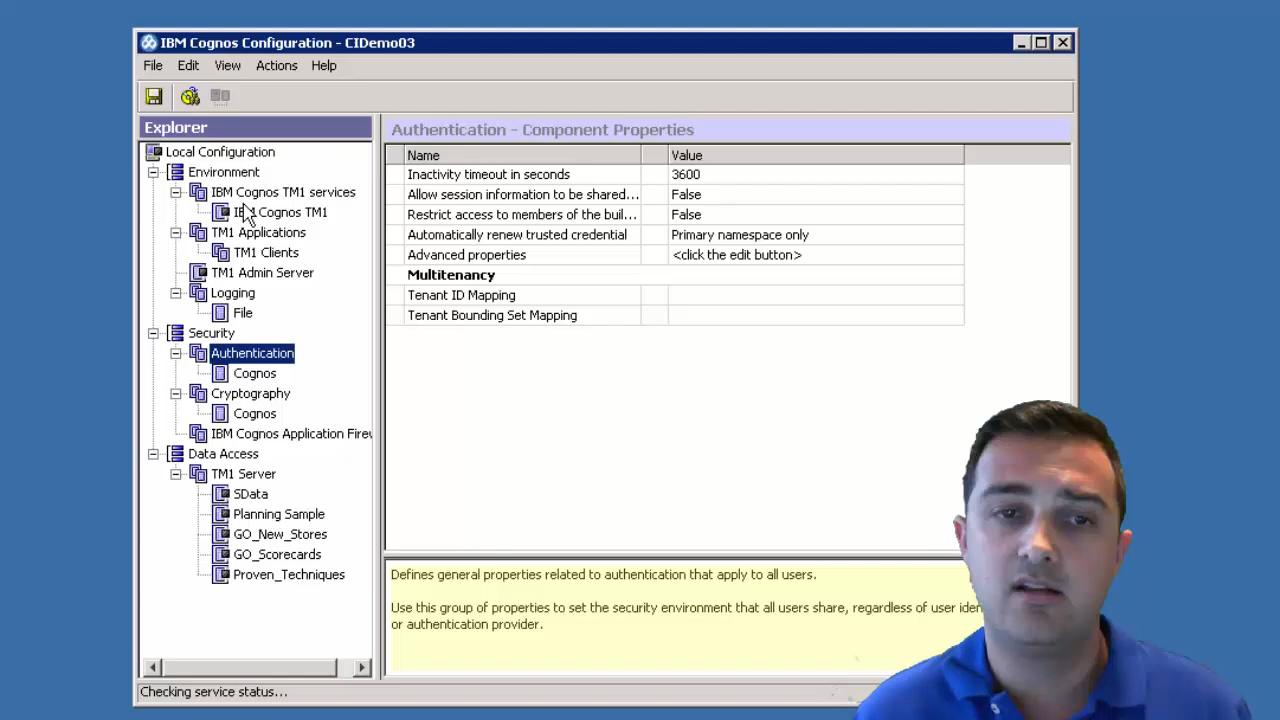 IBM Cognos Configuration - CIDemo03
File Edit View Actions Help
Explorer
Local Configuration
Environment
IBM Cognos TM1 services
Cognos TM1
TM1 Applications
TM1 Clients
TM1 Admin Server
Logging
File
Security
Authentication
Cognos
Cryptography
Cognos
IBM Cognos Application Firew
Data Access
TM1 Server
SData
Planning Sample
GO_New_Stores
GO_Scorecards
Proven_Techniques
Authentication - Component Properties
Name Value
Inactivity timeout in seconds 3600
Allow session information to be shared... False
Restrict access to members of the buil... False
Automatically renew trusted credential Primary namespace only
Advanced properties <click the edit button>
Multitenancy
Tenant ID Mapping
Tenant Bounding Set Mapping
Defines general properties related to authentication that apply to all users.
Use this group of properties to set the security environment that all users share, regardless of user iden
or authentication provider.
Checking service status...